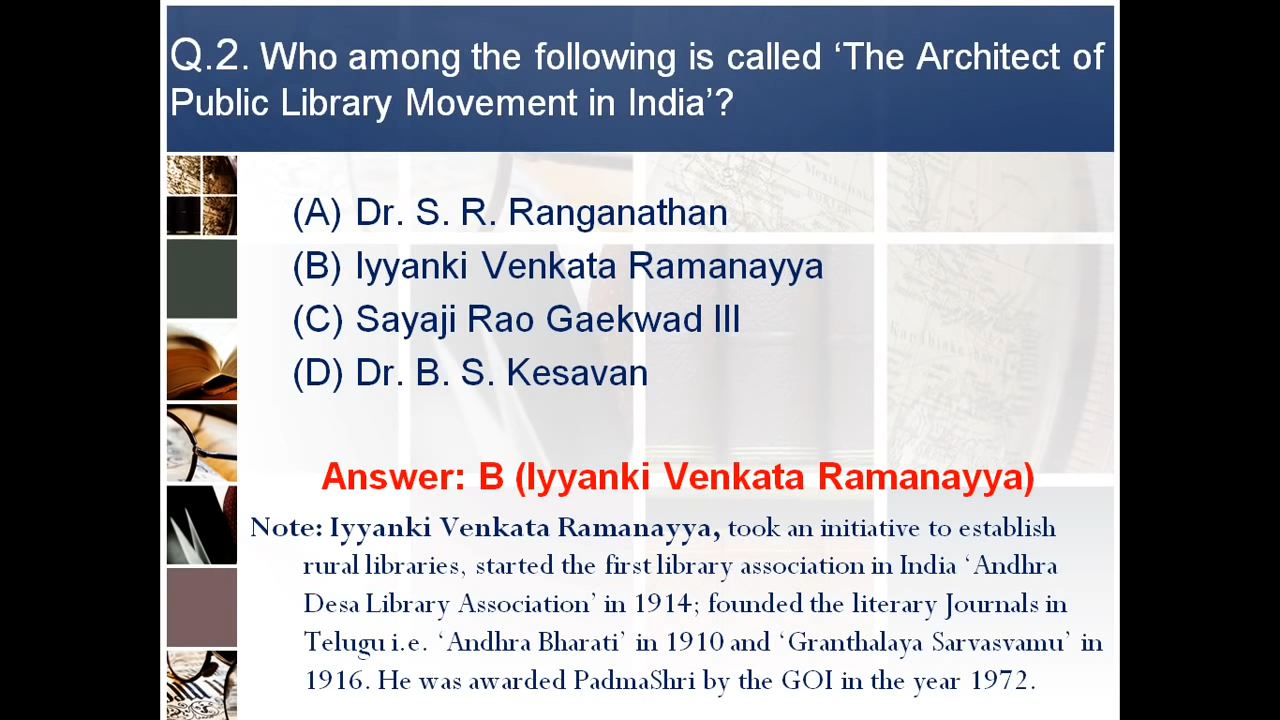 Q.2. Who among the following is called ‘The Architect of
Public Library Movement in India’?
(A) Dr. S. R. Ranganathan
(B) Iyyanki Venkata Ramanayya
(C) Sayaji Rao Gaekwad III
(D) Dr. B. S. Kesavan
Answer: B (Iyyanki Venkata Ramanayya)
Note: Iyyanki Venkata Ramanayya, took an initiative to establish
rural libraries, started the first library association in India ‘Andhra
Desa Library Association’ in 1914; founded the literary Journals in
Telugu i.e. ‘Andhra Bharati’ in 1910 and ‘Granthalaya Sarvasvamu’ in
1916. He was awarded PadmaShri by the GOI in the year 1972.